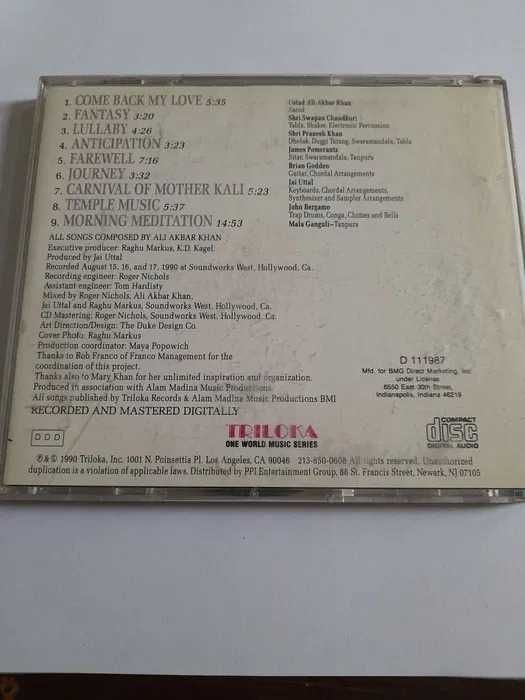 1. COME BACK MY LOVE 5:35
2. FANTASY 3:20
3. LULLABY 4:26
4. ANTICIPATION 3:23
5. FAREWELL 7:16
6. JOURNEY 3:32
7. CARNIVAL OF MOTHER KALI 5:23
8. TEMPLE MUSIC 5:37
9. MORNING MEDITATION 14:53
ALL SONGS COMPOSED BY ALI AKBAR KHAN
Executive producer: Raghu Markus, K.D. Kagel.
Produced by Jai Uttal
Recorded August 15, 16, and 17, 1990 at Soundworks West, Hollywood, Ca.
Recording engineer: Roger Nichols
Assistant engineer: Tom Hardisty
Mixed by Roger Nichols, Ali Akbar Khan,
Jai Uttal and Raghu Markus, Soundworks West, Hollywood, Ca.
CD Mastering: Roger Nichols, Soundworks West, Hollywood, Ca.
Art Direction/Design: The Duke Design Co.
Cover Photo: Raghu Markus
Production coordinator: Maya Popowich
Thanks to Rob Franco of Franco Management for the
coordination of this project.
Thanks also to Mary Khan for her unlimited inspiration and organization.
Produced in association with Alam Madina Music Productions.
All songs published by Triloka Records & Alam Madina Music Productions BMI
RECORDED AND MASTERED DIGITALLY
Ustad Ali Akbar Khan
Sarod
Shri Swapan Chaudhuri
Tabla, Shaker, Electronic Percussion
Shri Pranesh Khan
Dholak, Duggi Tarang, Swaramandala, Tabla
James Pomerantz
Sitar, Swaramandala, Tanpura
Brian Godden
Guitar, Chordal Arrangements
Jai Uttal
Keyboards, Chordal Arrangements,
Synthesizer and Sampler Arrangements
John Bergamo
Trap Drums, Conga, Chimes and Bells
Mala Ganguli–Tanpura
D 111987
Mfd. for BMG Direct Marketing, Inc.
under License
6550 East 30th Street,
Indianapolis, Indiana 46219
DDD
TRILOKA
ONE WORLD MUSIC SERIES
COMPACT
disc
DIGITAL AUDIO
℗ & © 1990 Triloka, Inc. 1001 N. Poinsettia Pl. Los Angeles, CA 90046 213-850-0608 All rights reserved. Unauthorized
duplication is a violation of applicable laws. Distributed by PPI Entertainment Group, 88 St. Francis Street, Newark, NJ 07105